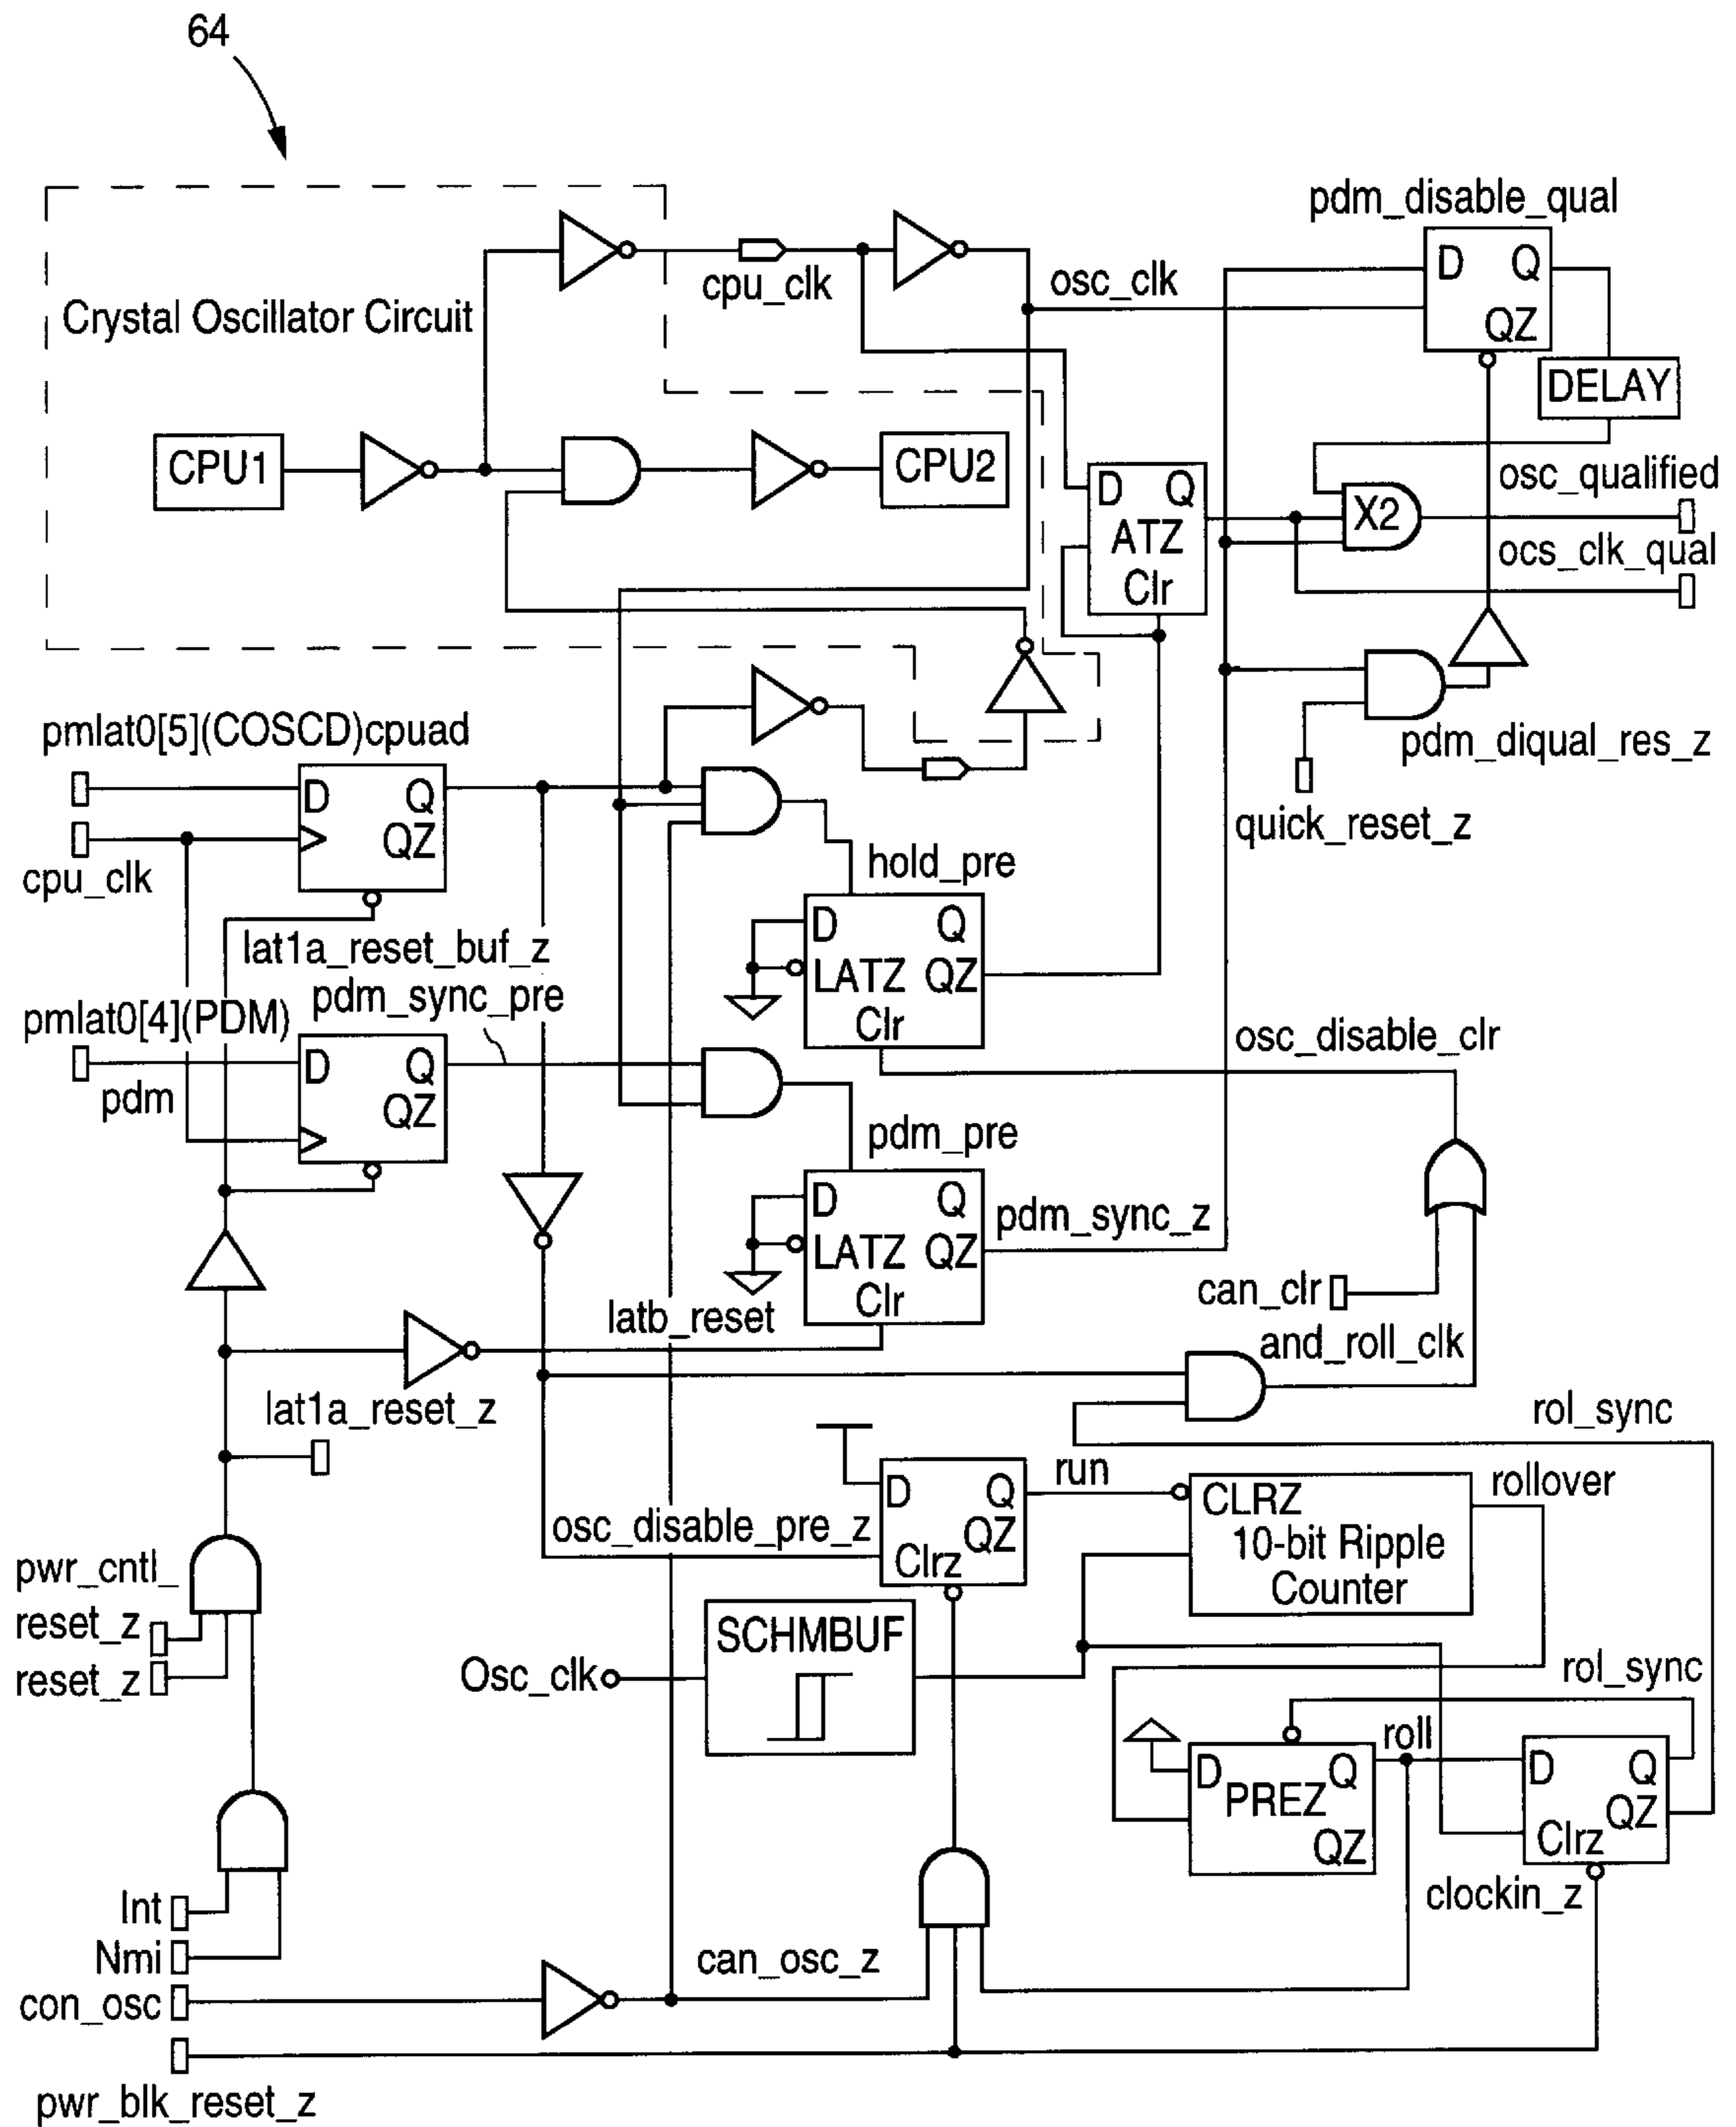 64
pdm_disable_qual
D Q
QZ
cpu_clk
osc_clk
Crystal Oscillator Circuit
DELAY
CPU1
CPU2
D Q
ATZ
Clr
X2
osc_qualified
ocs_clk_qual
pmlat0[5](COSCD)cpuad
D Q
QZ
cpu_clk
pdm_diqual_res_z
quick_reset_z
hold_pre
D Q
LATZ QZ
Clr
lat1a_reset_buf_z
pdm_sync_pre
pmlat0[4](PDM)
D Q
QZ
pdm
osc_disable_clr
pdm_pre
D Q
LATZ QZ
Clr
pdm_sync_z
can_clr
latb_reset
and_roll_clk
lat1a_reset_z
rol_sync
run
rollover
D Q
QZ
Clrz
CLRZ
10-bit Ripple
Counter
osc_disable_pre_z
pwr_cntl_
reset_z
reset_z
SCHMBUF
Osc_clk
rol_sync
roll
D Q
PREZ
QZ
D Q
QZ
Clrz
clockin_z
Int
Nmi
can_osc_z
con_osc
pwr_blk_reset_z